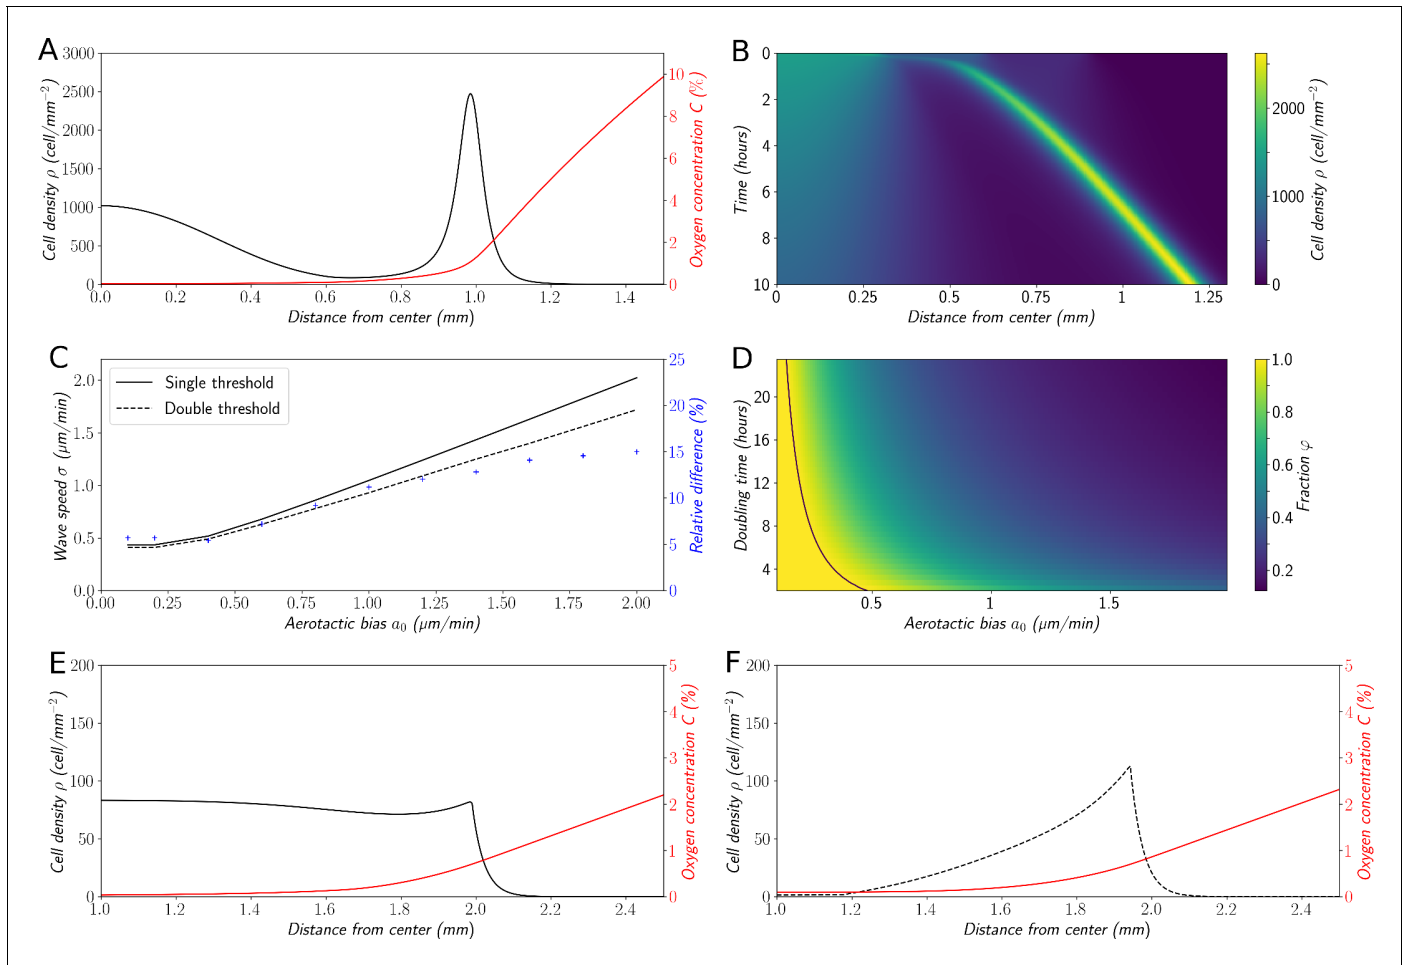 A
3000
2500
2000
1500
1000
500
0
Cell density ρ (cell/mm⁻²)
0.0 0.2 0.4 0.6 0.8 1.0 1.2 1.4
Distance from center (mm)
10
8
6
4
2
0
Oxygen concentration C (%)
B
0
2
4
6
8
10
Time (hours)
0 0.25 0.5 0.75 1 1.25
Distance from center (mm)
2000
1000
0
Cell density ρ (cell/mm⁻²)
C
2.0
1.5
1.0
0.5
0.0
Wave speed σ (μm/min)
Single threshold
Double threshold
0.00 0.25 0.50 0.75 1.00 1.25 1.50 1.75 2.00
Aerotactic bias a₀ (μm/min)
25
20
15
10
5
0
Relative difference (%)
D
20
16
12
8
4
Doubling time (hours)
0.5 1 1.5
Aerotactic bias a₀ (μm/min)
1.0
0.8
0.6
0.4
0.2
Fraction φ
E
200
150
100
50
0
Cell density ρ (cell/mm⁻²)
1.0 1.2 1.4 1.6 1.8 2.0 2.2 2.4
Distance from center (mm)
5
4
3
2
1
0
Oxygen concentration C (%)
F
200
150
100
50
0
Cell density ρ (cell/mm⁻²)
1.0 1.2 1.4 1.6 1.8 2.0 2.2 2.4
Distance from center (mm)
5
4
3
2
1
0
Oxygen concentration C (%)